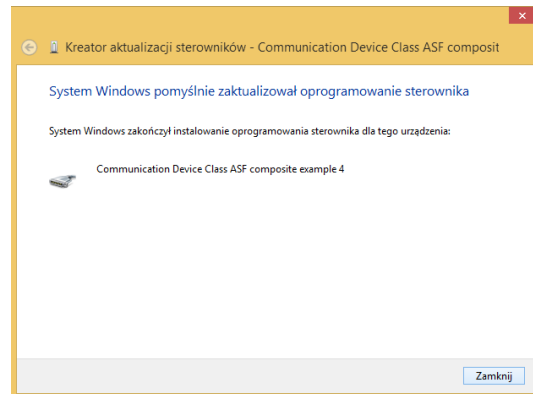 Kreator aktualizacji sterowników - Communication Device Class ASF composit
System Windows pomyślnie zaktualizował oprogramowanie sterownika
System Windows zakończył instalowanie oprogramowania sterownika dla tego urządzenia:
Communication Device Class ASF composite example 4
Zamknij